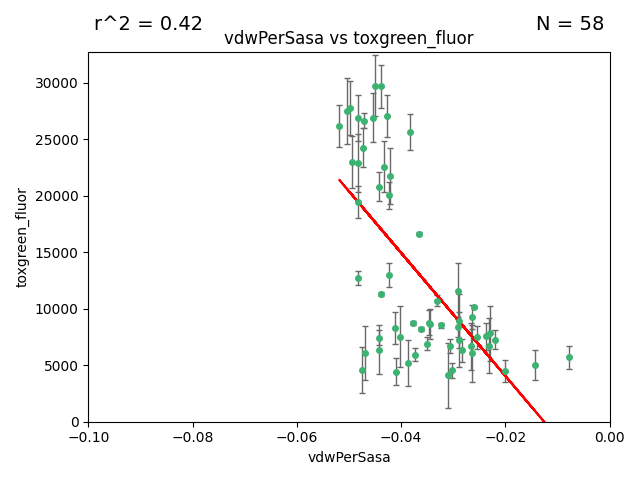 r^2 = 0.42
N = 58
vdwPerSasa vs toxgreen_fluor
30000
25000
20000
15000
10000
5000
0
toxgreen_fluor
−0.10
−0.08
−0.06
−0.04
−0.02
0.00
vdwPerSasa